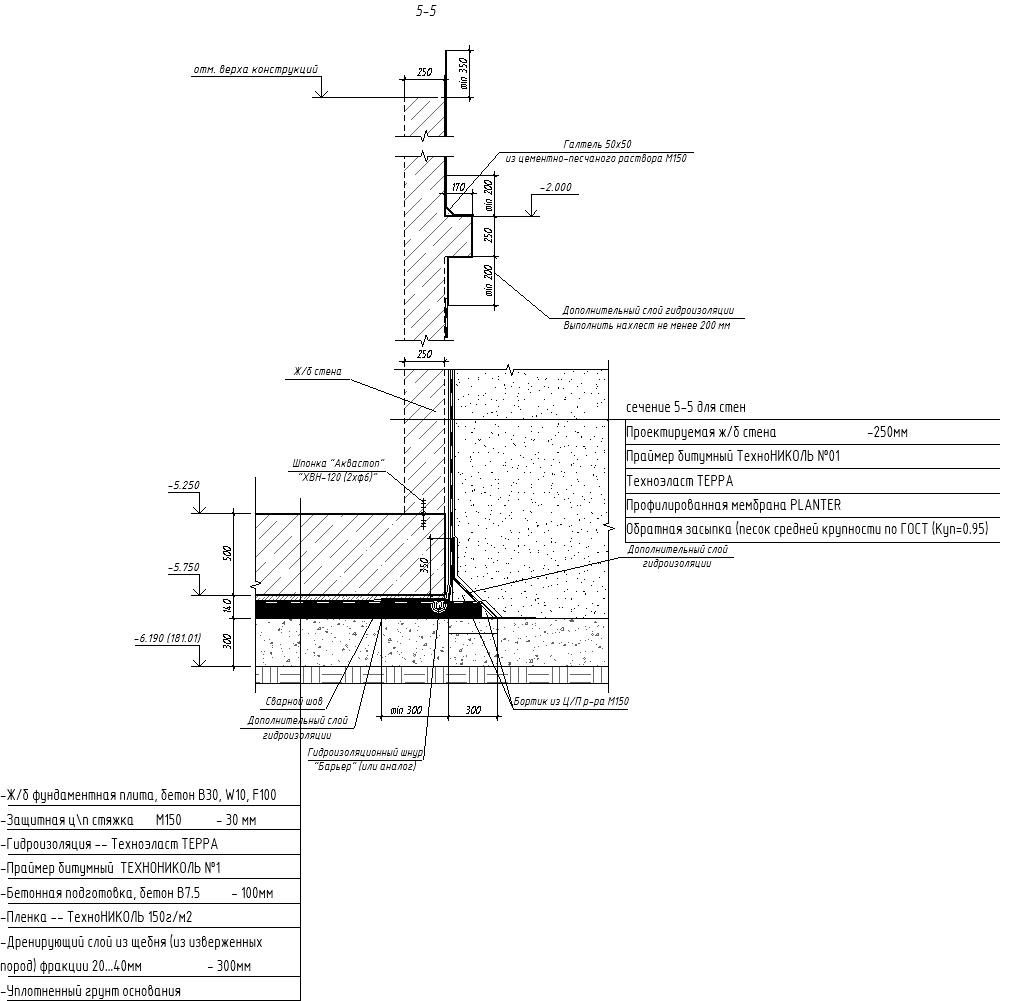 5-5
отм. верха конструкций
250
min 350
Галтель 50х50
из цементно-песчаного раствора М150
170
min 200
-2.000
250
min 200
Дополнительный слой гидроизоляции
Выполнить нахлест не менее 200 мм
250
Ж/б стена
сечение 5-5 для стен
Проектируемая ж/б стена -250мм
Праймер битумный ТехноНИКОЛЬ №01
Техноэласт ТЕРРА
Профилированная мембрана PLANTER
Обратная засыпка (песок средней крупности по ГОСТ (Куп=0.95)
Шпонка "Аквастоп"
"ХВН-120 (2хф6)"
-5.250
500
350
Дополнительный слой
гидроизоляции
-5.750
140
-6.190 (181.01)
300
Сварной шов
min 300
300
Бортик из Ц/П р-ра М150
Дополнительный слой
гидроизоляции
Гидроизоляционный шнур
"Барьер" (или аналог)
-Ж/б фундаментная плита, бетон В30, W10, F100
-Защитная ц\п стяжка М150 - 30 мм
-Гидроизоляция -- Техноэласт ТЕРРА
-Праймер битумный ТЕХНОНИКОЛЬ №1
-Бетонная подготовка, бетон В7.5 - 100мм
-Пленка -- ТехноНИКОЛЬ 150г/м2
-Дренирующий слой из щебня (из изверженных
пород) фракции 20...40мм - 300мм
-Уплотненный грунт основания